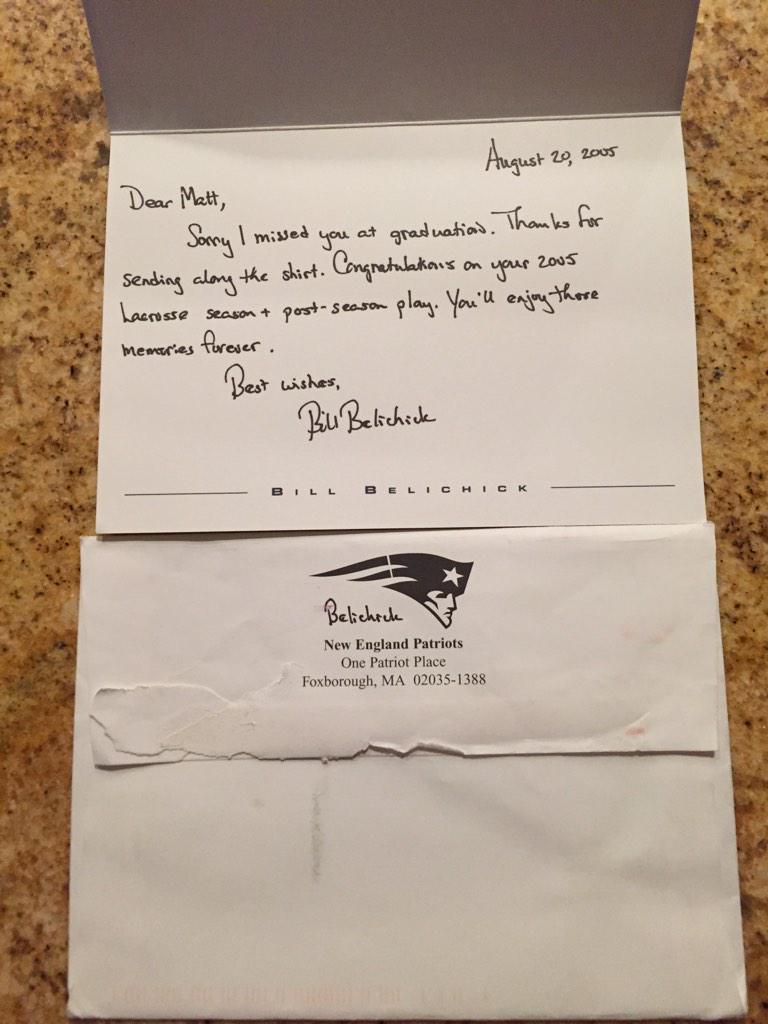 August 20, 2005
Dear Matt,
Sorry I missed you at graduation. Thanks for
sending along the shirt. Congratulations on your 2005
Lacrosse season + post-season play. You'll enjoy those
memories forever.
Best wishes,
Bill Belichick
BILL BELICHICK
Belichick
New England Patriots
One Patriot Place
Foxborough, MA 02035-1388